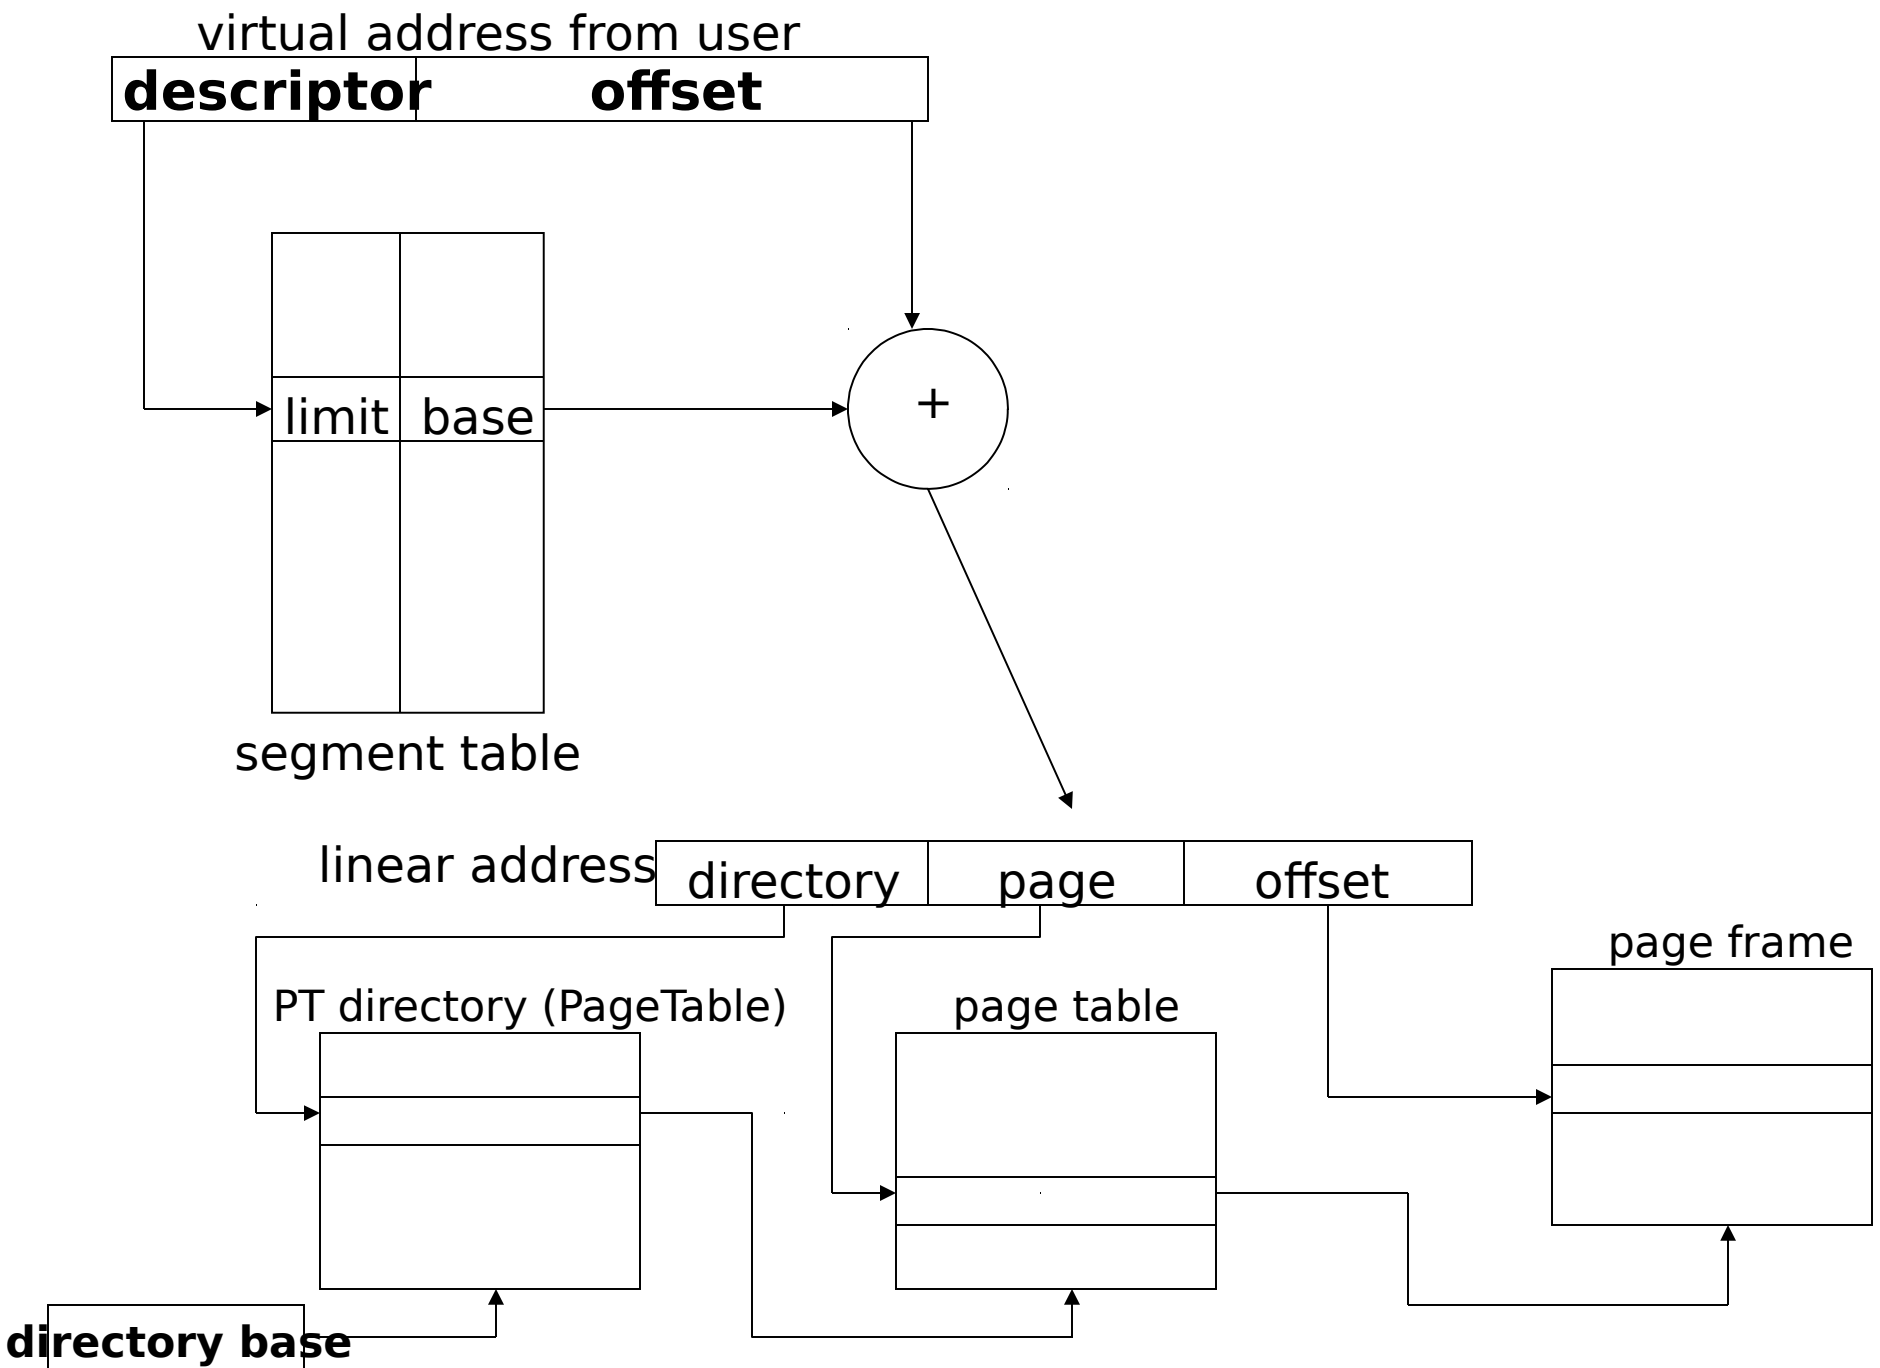 virtual address from user
descriptor offset
+
limit base
segment table
linear address directory page offset
page frame
PT directory (PageTable) page table
directory base